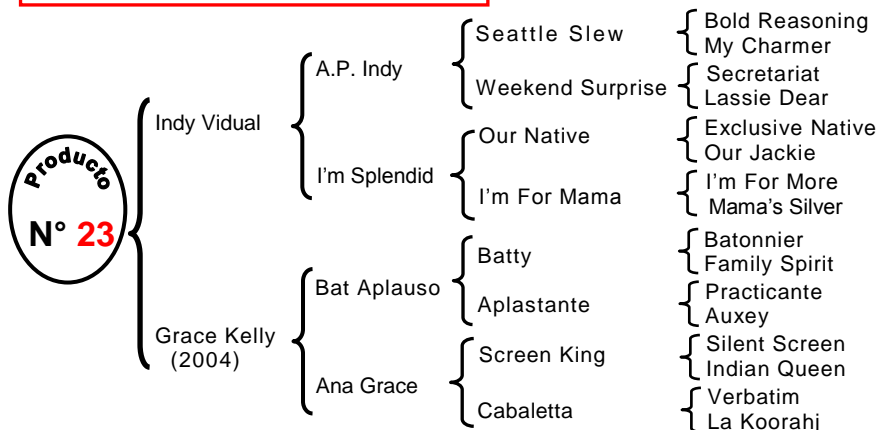 Producto
N° 23
Indy Vidual
Grace Kelly
(2004)
A.P. Indy
I'm Splendid
Bat Aplauso
Ana Grace
Seattle Slew
Weekend Surprise
Our Native
I'm For Mama
Batty
Aplastante
Screen King
Cabaletta
Bold Reasoning
My Charmer
Secretariat
Lassie Dear
Exclusive Native
Our Jackie
I'm For More
Mama's Silver
Batonnier
Family Spirit
Practicante
Auxey
Silent Screen
Indian Queen
Verbatim
La Koorahj